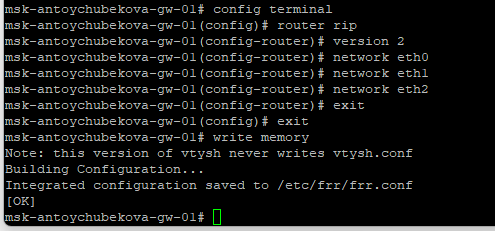 msk-antoychubekova-gw-01# config terminal
msk-antoychubekova-gw-01(config)# router rip
msk-antoychubekova-gw-01(config-router)# version 2
msk-antoychubekova-gw-01(config-router)# network eth0
msk-antoychubekova-gw-01(config-router)# network eth1
msk-antoychubekova-gw-01(config-router)# network eth2
msk-antoychubekova-gw-01(config-router)# exit
msk-antoychubekova-gw-01(config)# exit
msk-antoychubekova-gw-01# write memory
Note: this version of vtysh never writes vtysh.conf
Building Configuration...
Integrated configuration saved to /etc/frr/frr.conf
[OK]
msk-antoychubekova-gw-01#